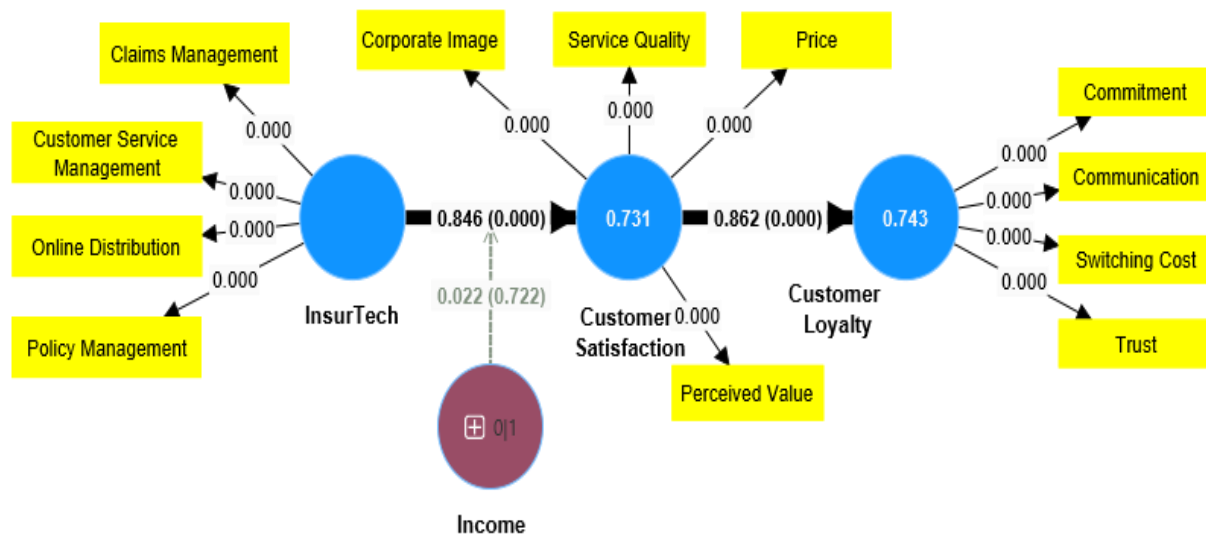 Claims Management
Corporate Image
Service Quality
Price
Commitment
Customer Service
Management
Communication
Online Distribution
Switching Cost
Policy Management
Trust
0.000
0.000
0.000
0.000
0.000
0.000
0.000
0.000
0.000
0.000
0.000
0.846 (0.000)
0.731
0.862 (0.000)
0.743
0.022 (0.722)
InsurTech
Customer
Satisfaction
0.000
Customer
Loyalty
Perceived Value
0|1
Income